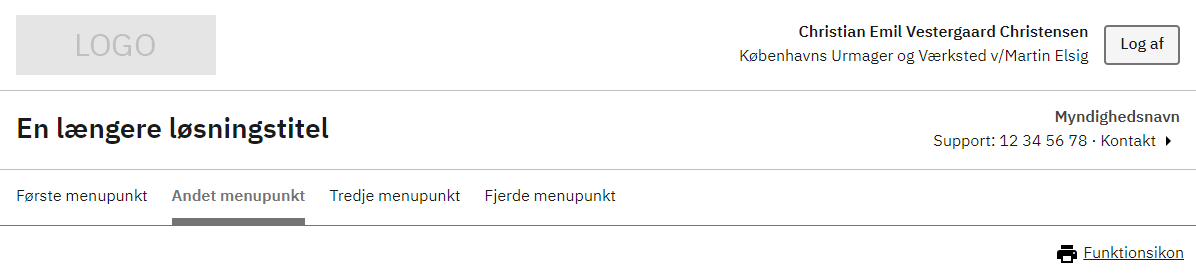 LOGO
Christian Emil Vestergaard Christensen
Københavns Urmager og Værksted v/Martin Elsig
Log af
En længere løsningstitel
Myndighedsnavn
Support: 12 34 56 78 · Kontakt
Første menupunkt Andet menupunkt Tredje menupunkt Fjerde menupunkt
Funktionsikon